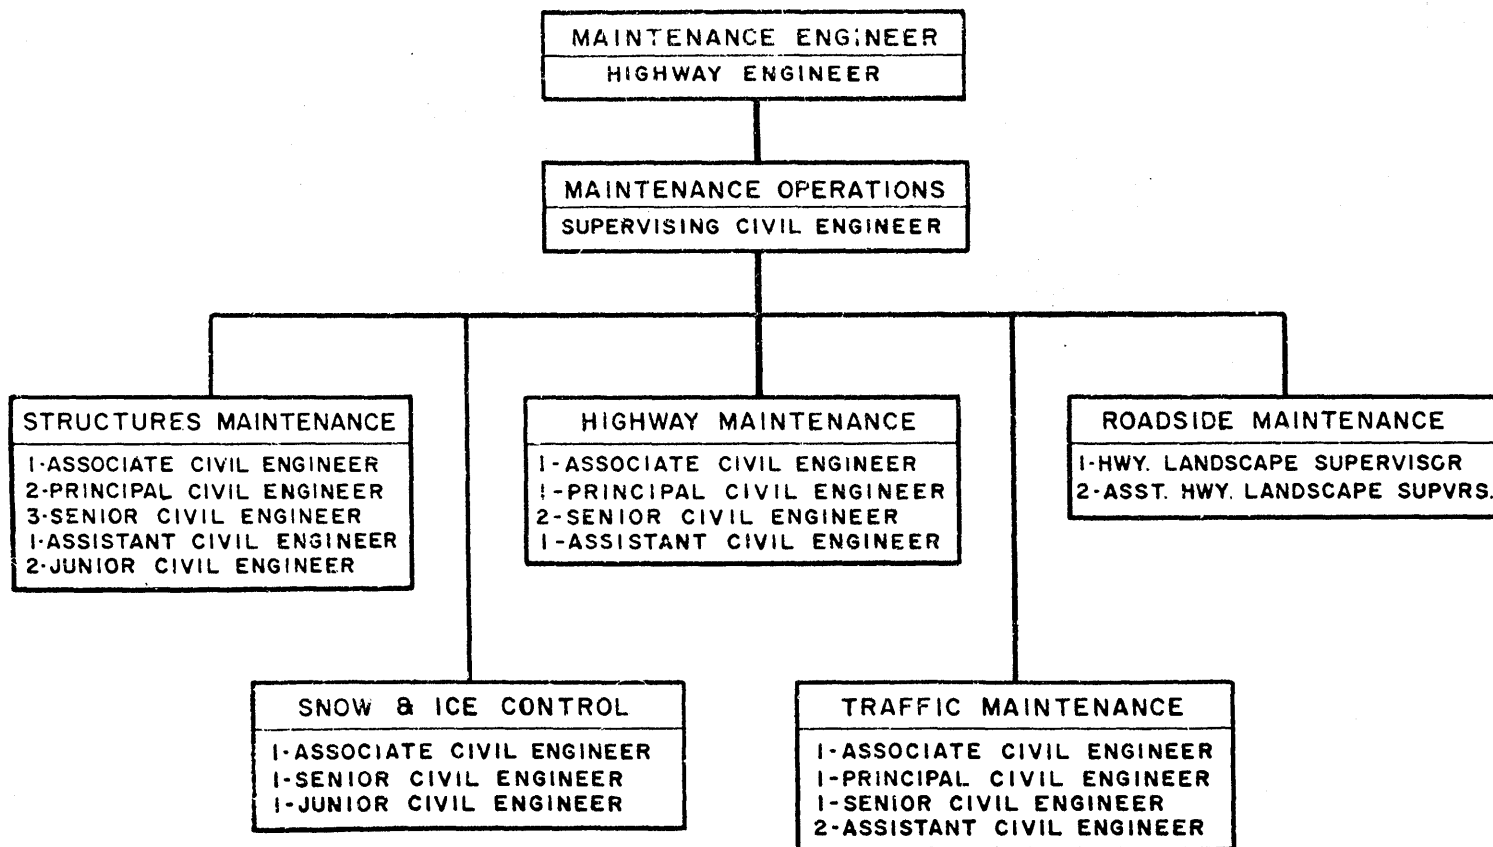 MAINTENANCE ENGINEER
HIGHWAY ENGINEER
MAINTENANCE OPERATIONS
SUPERVISING CIVIL ENGINEER
STRUCTURES MAINTENANCE
1-ASSOCIATE CIVIL ENGINEER
2-PRINCIPAL CIVIL ENGINEER
3-SENIOR CIVIL ENGINEER
1-ASSISTANT CIVIL ENGINEER
2-JUNIOR CIVIL ENGINEER
HIGHWAY MAINTENANCE
1-ASSOCIATE CIVIL ENGINEER
1-PRINCIPAL CIVIL ENGINEER
2-SENIOR CIVIL ENGINEER
1-ASSISTANT CIVIL ENGINEER
ROADSIDE MAINTENANCE
1-HWY. LANDSCAPE SUPERVISOR
2-ASST. HWY. LANDSCAPE SUPVRS.
SNOW & ICE CONTROL
1-ASSOCIATE CIVIL ENGINEER
1-SENIOR CIVIL ENGINEER
1-JUNIOR CIVIL ENGINEER
TRAFFIC MAINTENANCE
1-ASSOCIATE CIVIL ENGINEER
1-PRINCIPAL CIVIL ENGINEER
1-SENIOR CIVIL ENGINEER
2-ASSISTANT CIVIL ENGINEER